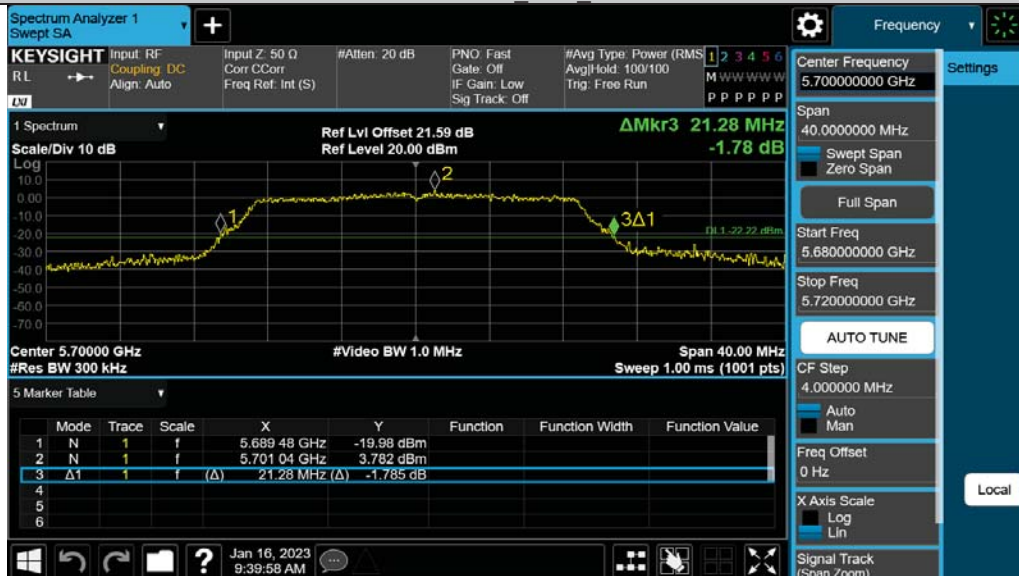 Spectrum Analyzer 1
Swept SA
Frequency
KEYSIGHT
RL
LXI
Input: RF
Coupling: DC
Align: Auto
Input Z: 50 Ω
Corr CCorr
Freq Ref: Int (S)
#Atten: 20 dB
PNO: Fast
Gate: Off
IF Gain: Low
Sig Track: Off
#Avg Type: Power (RMS
Avg|Hold: 100/100
Trig: Free Run
1 2 3 4 5 6
M W W W W W
P P P P P P
1 Spectrum
Scale/Div 10 dB
Ref Lvl Offset 21.59 dB
Ref Level 20.00 dBm
ΔMkr3 21.28 MHz
-1.78 dB
Log
10.0
0.00
-10.0
-20.0
-30.0
-40.0
-50.0
-60.0
-70.0
1
2
3Δ1
DL1 -22.22 dBm
Center 5.70000 GHz
#Video BW 1.0 MHz
Span 40.00 MHz
#Res BW 300 kHz
Sweep 1.00 ms (1001 pts)
5 Marker Table
Mode Trace Scale X Y Function Function Width Function Value
1 N 1 f 5.689 48 GHz -19.98 dBm
2 N 1 f 5.701 04 GHz 3.782 dBm
3 Δ1 1 f (Δ) 21.28 MHz (Δ) -1.785 dB
4
5
6
Jan 16, 2023
9:39:58 AM
Center Frequency
5.700000000 GHz
Span
40.0000000 MHz
Swept Span
Zero Span
Full Span
Start Freq
5.680000000 GHz
Stop Freq
5.720000000 GHz
AUTO TUNE
CF Step
4.000000 MHz
Auto
Man
Freq Offset
0 Hz
X Axis Scale
Log
Lin
Signal Track
(Span Zoom)
Settings
Local